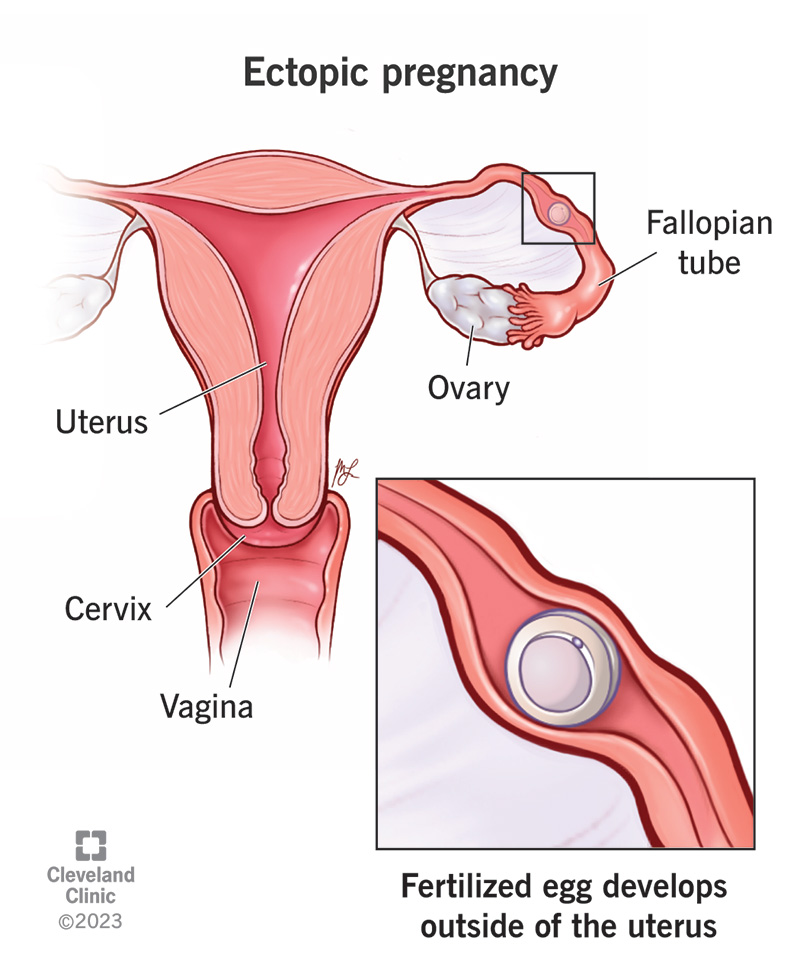 Ectopic pregnancy
Fallopian
tube
Ovary
Uterus
Cervix
Vagina
Cleveland
Clinic
©2023
Fertilized egg develops
outside of the uterus